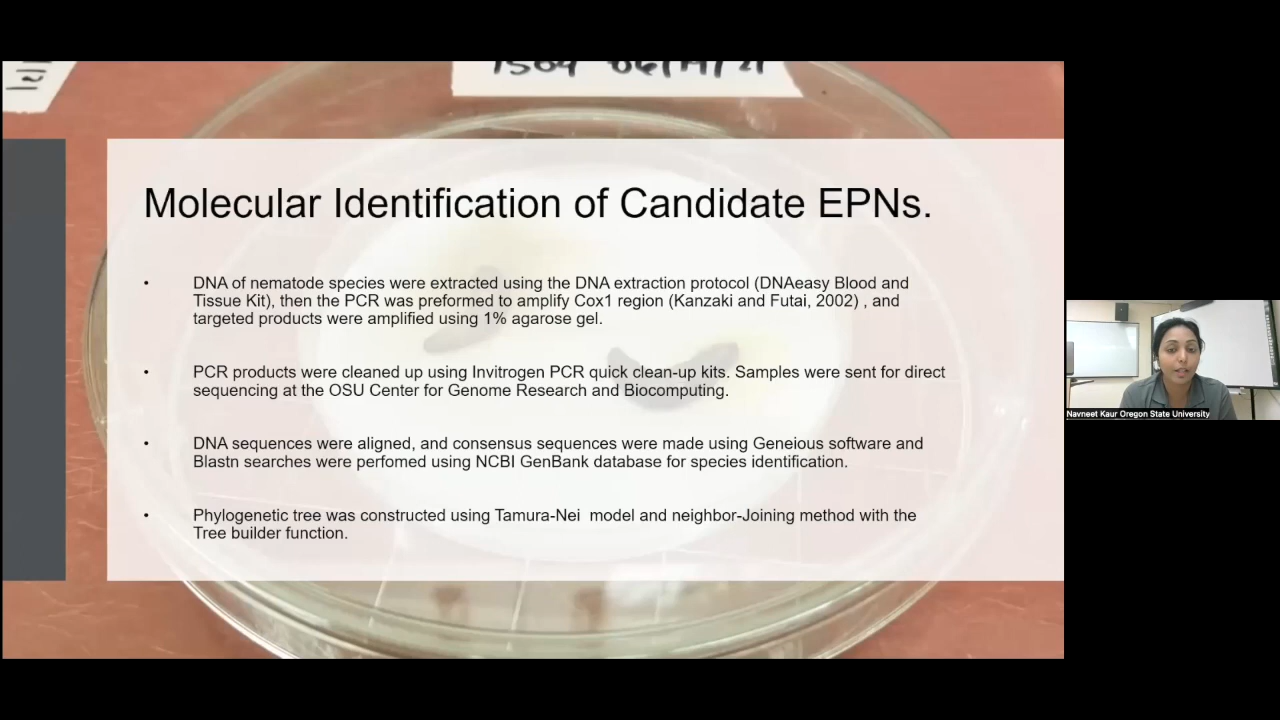 1504 06/14/21
Molecular Identification of Candidate EPNs.
• DNA of nematode species were extracted using the DNA extraction protocol (DNAeasy Blood and
Tissue Kit), then the PCR was preformed to amplify Cox1 region (Kanzaki and Futai, 2002) , and
targeted products were amplified using 1% agarose gel.
• PCR products were cleaned up using Invitrogen PCR quick clean-up kits. Samples were sent for direct
sequencing at the OSU Center for Genome Research and Biocomputing.
• DNA sequences were aligned, and consensus sequences were made using Geneious software and
Blastn searches were perfomed using NCBI GenBank database for species identification.
• Phylogenetic tree was constructed using Tamura-Nei model and neighbor-Joining method with the
Tree builder function.
Navneet Kaur Oregon State University